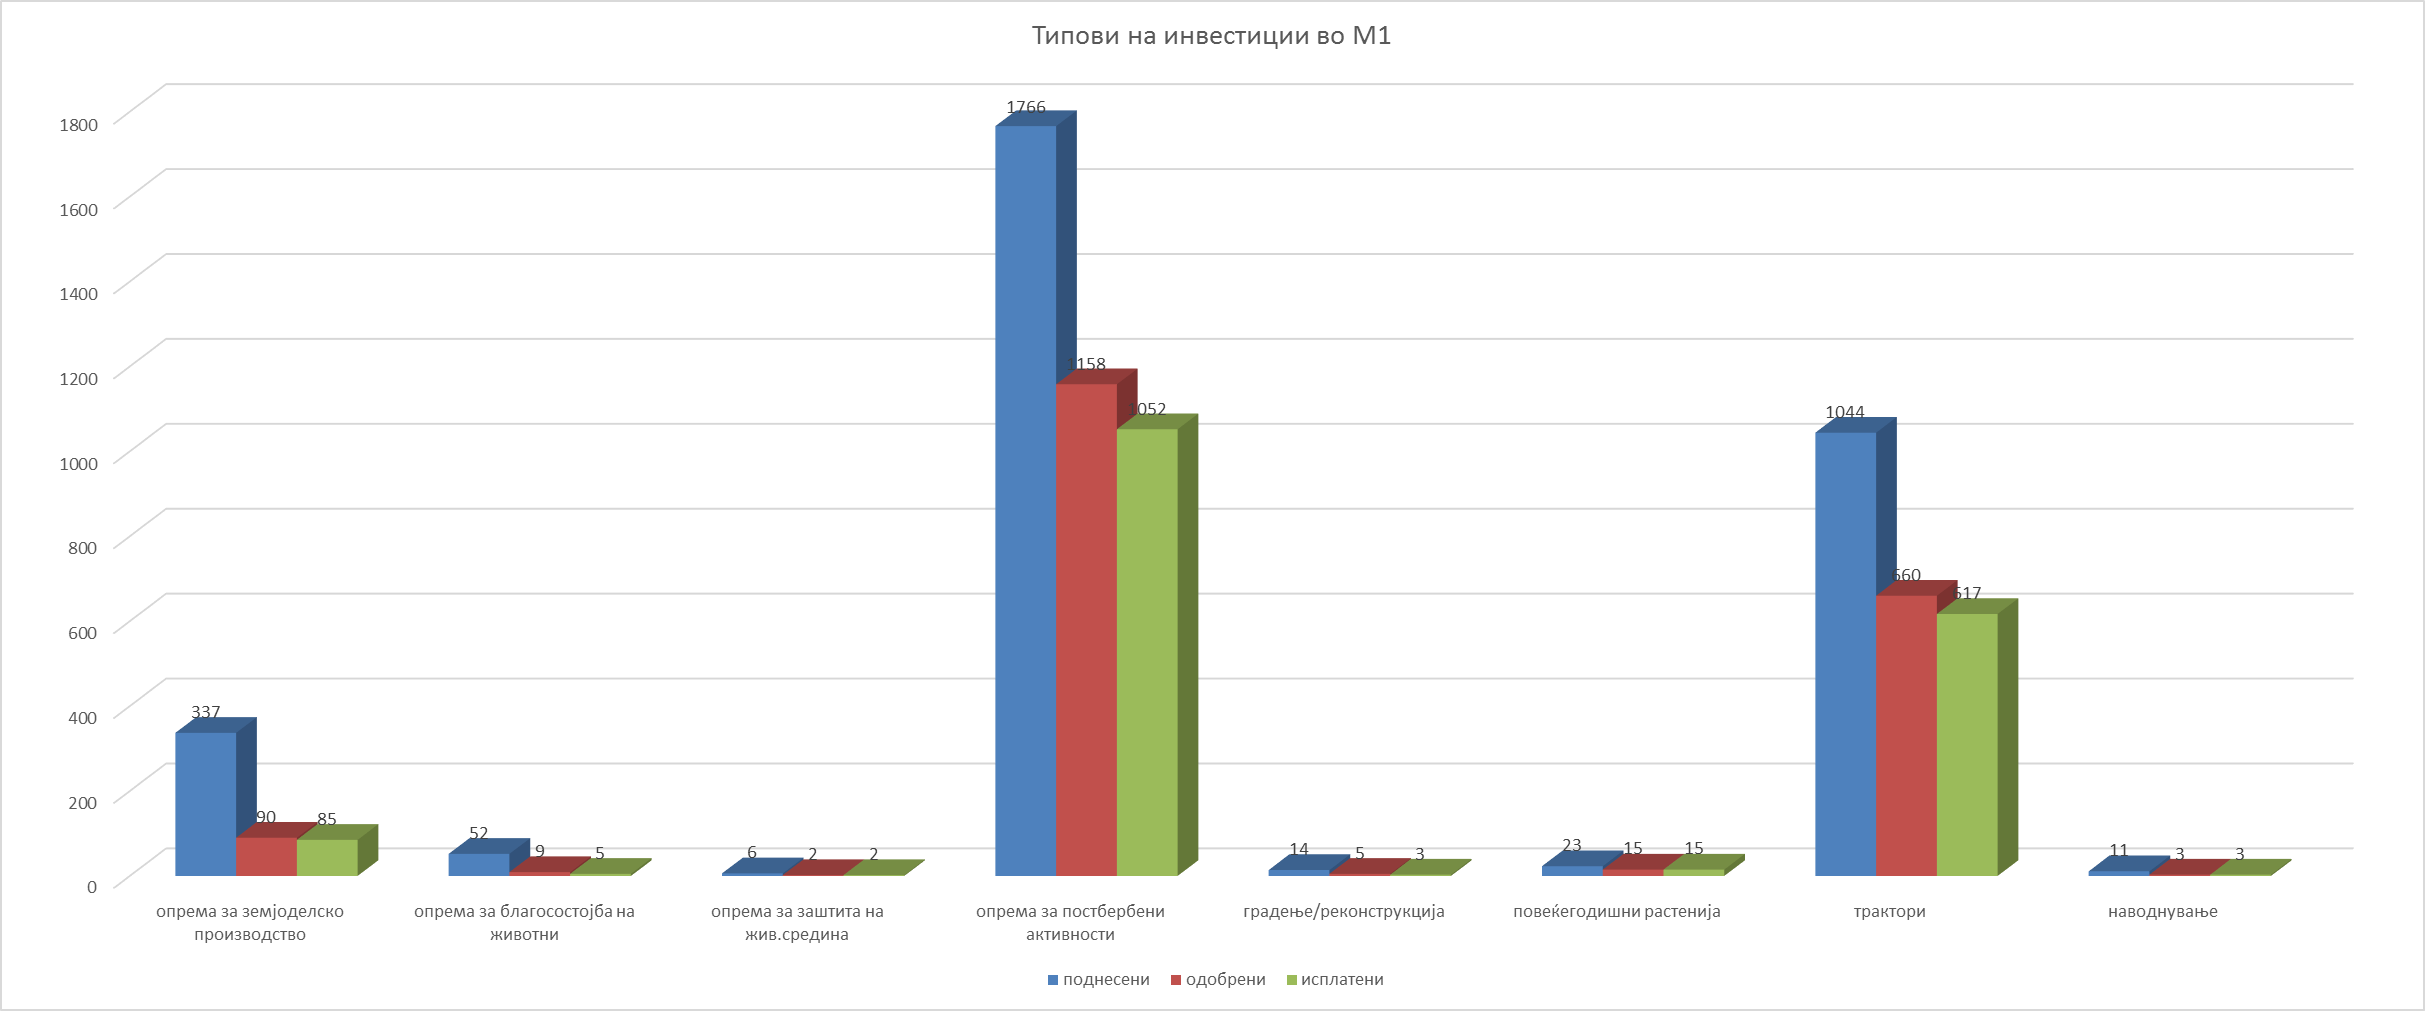 Типови на инвестиции во М1
1800
1600
1400
1200
1000
800
600
400
200
0
337
90
85
52
9
5
6
2
2
1766
1158
1052
14
5
3
23
15
15
1044
660
617
11
3
3
опрема за земјоделско
производство
опрема за благосостојба на
животни
опрема за заштита на
жив.средина
опрема за постбербени
активности
градење/реконструкција
повеќегодишни растенија
трактори
наводнување
поднесени
одобрени
исплатени